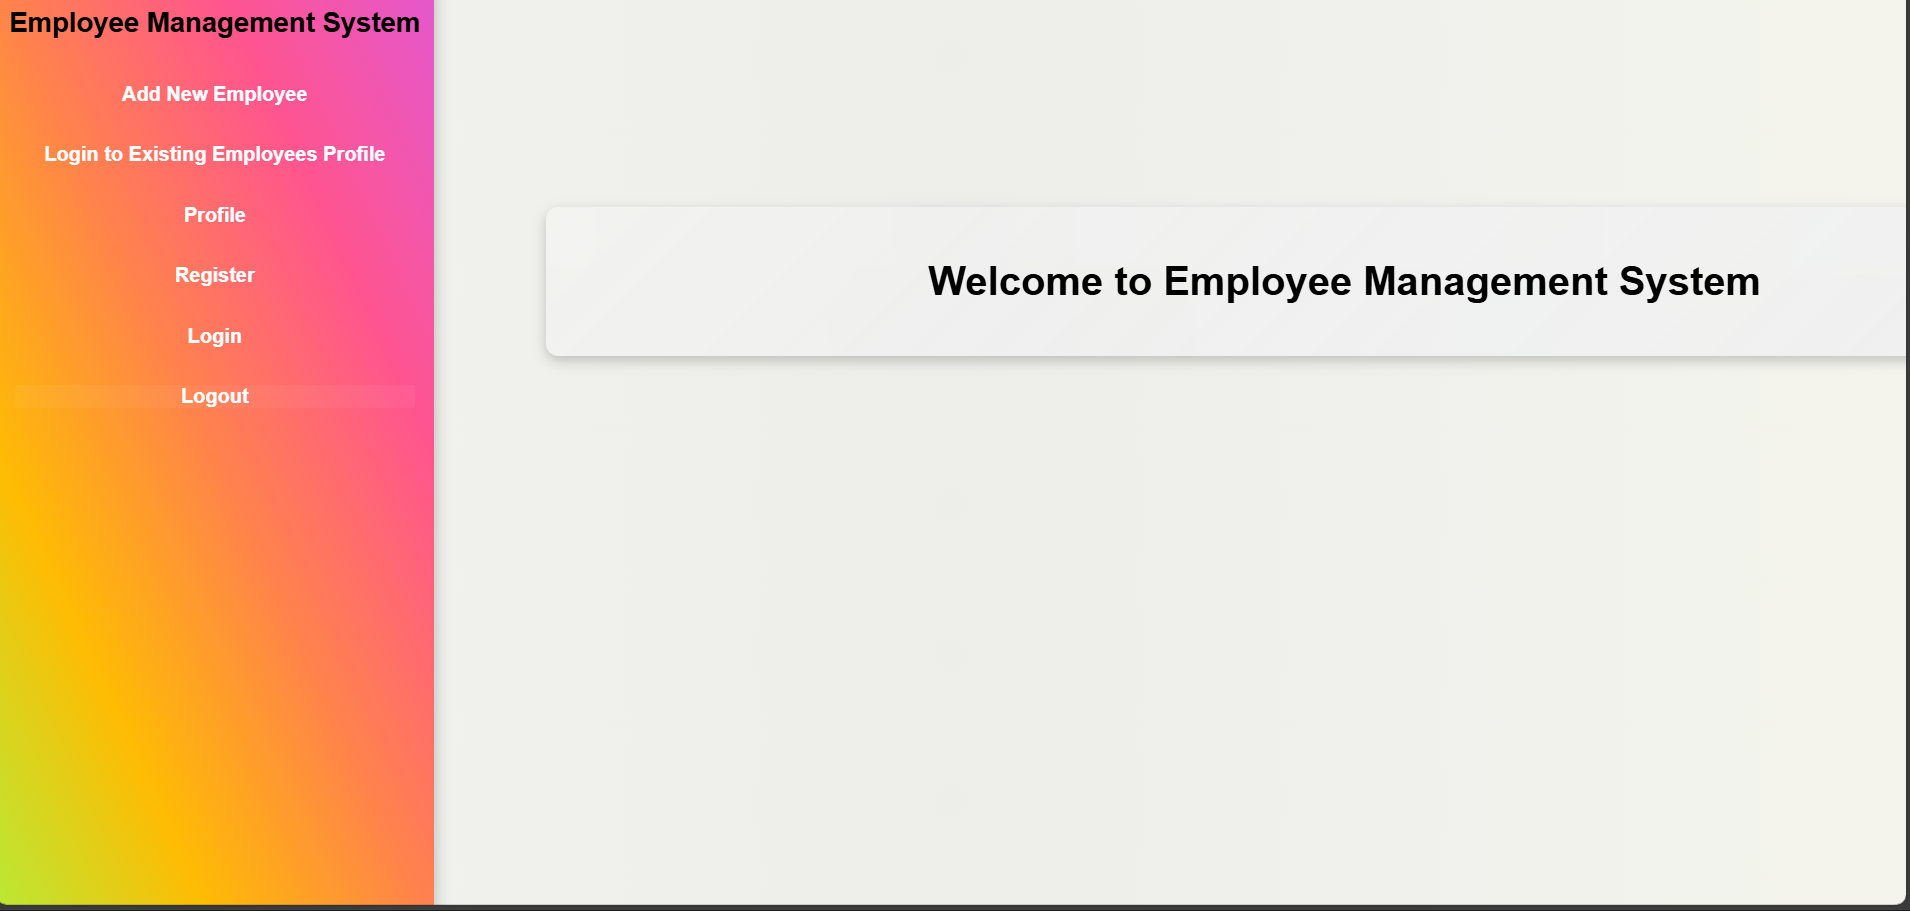 Employee Management System
Add New Employee
Login to Existing Employees Profile
Profile
Register
Login
Logout
Welcome to Employee Management System